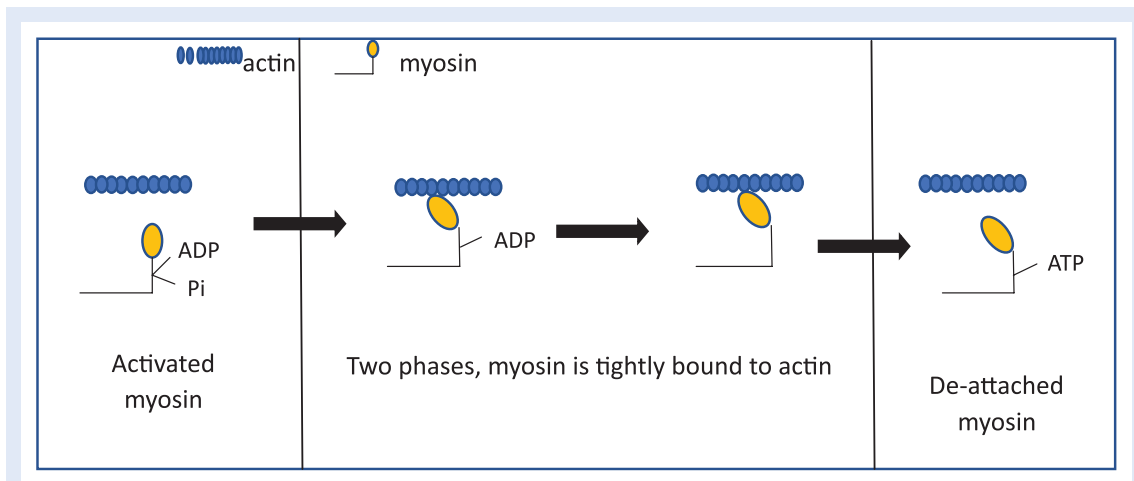 actin
myosin
ADP
Pi
ADP
ATP
Activated
myosin
Two phases, myosin is tightly bound to actin
De-attached
myosin